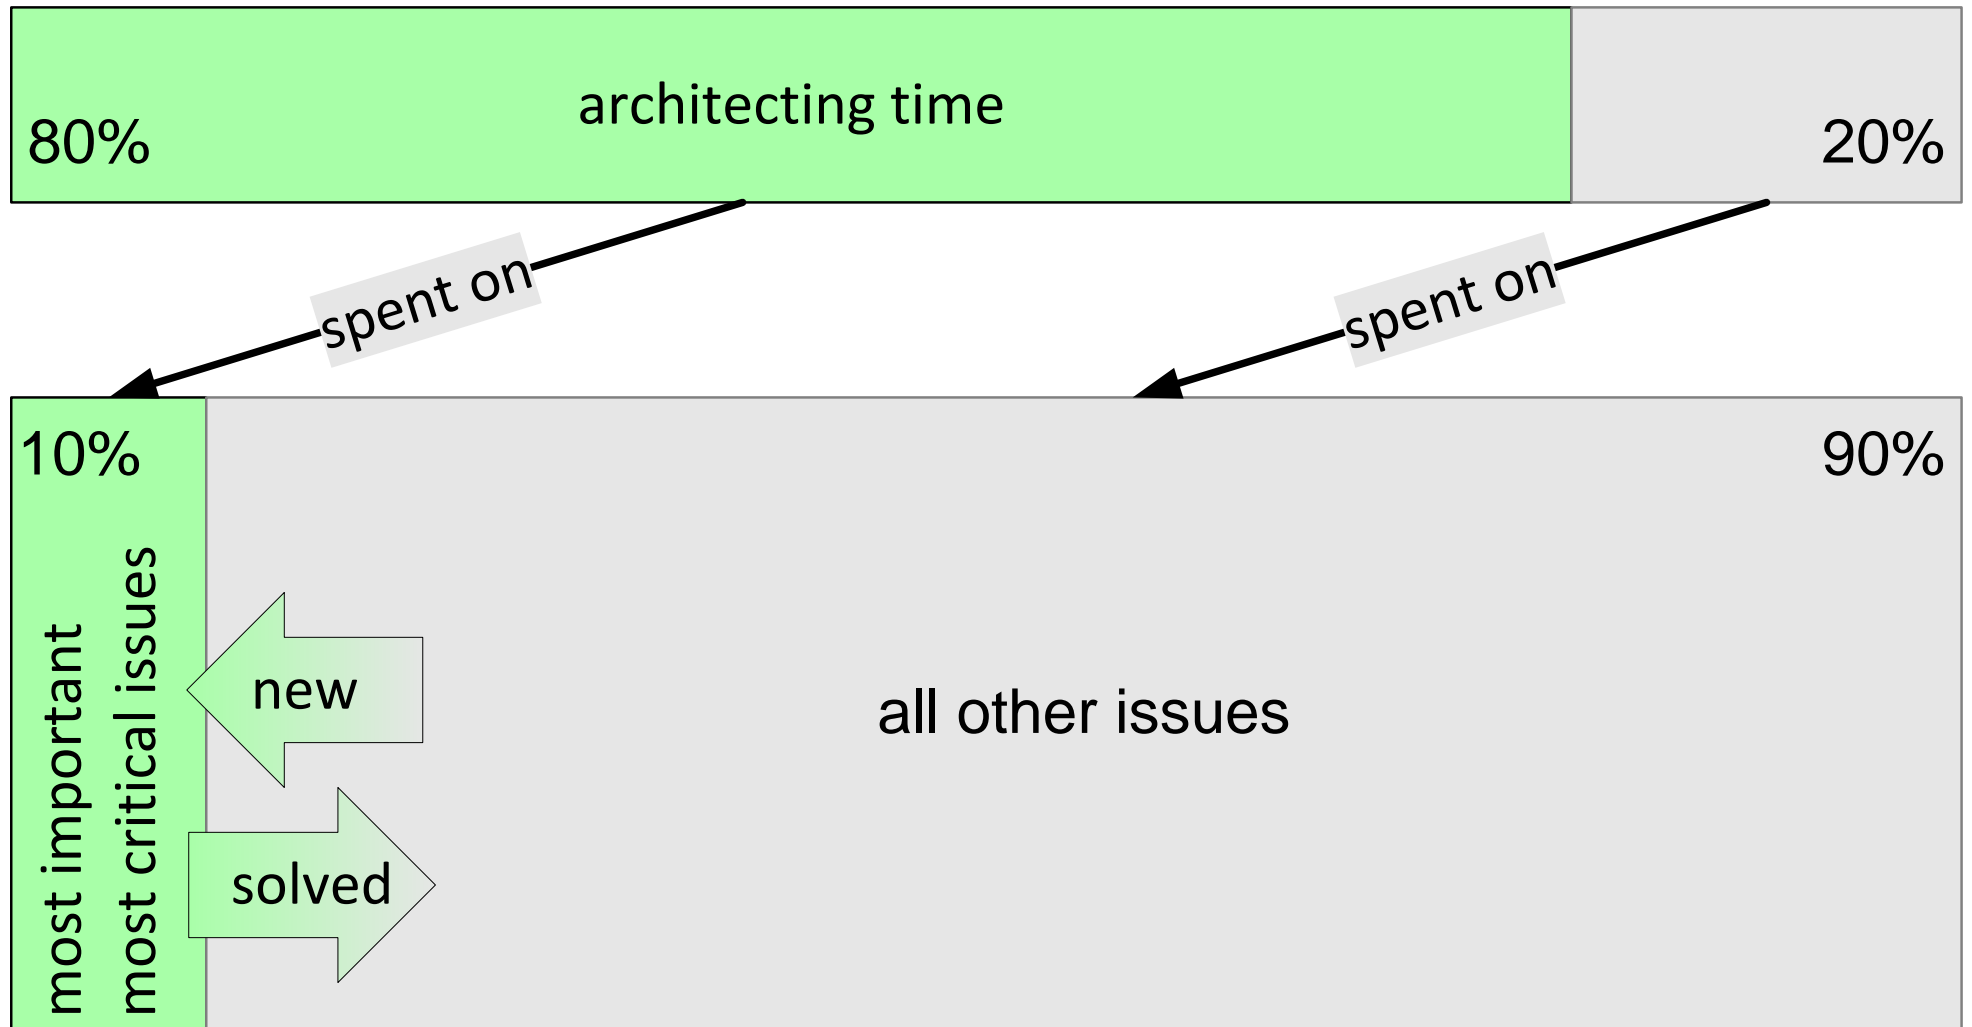 architecting time
80%
20%
spent on
spent on
10%
90%
most important
most critical issues
new
all other issues
solved